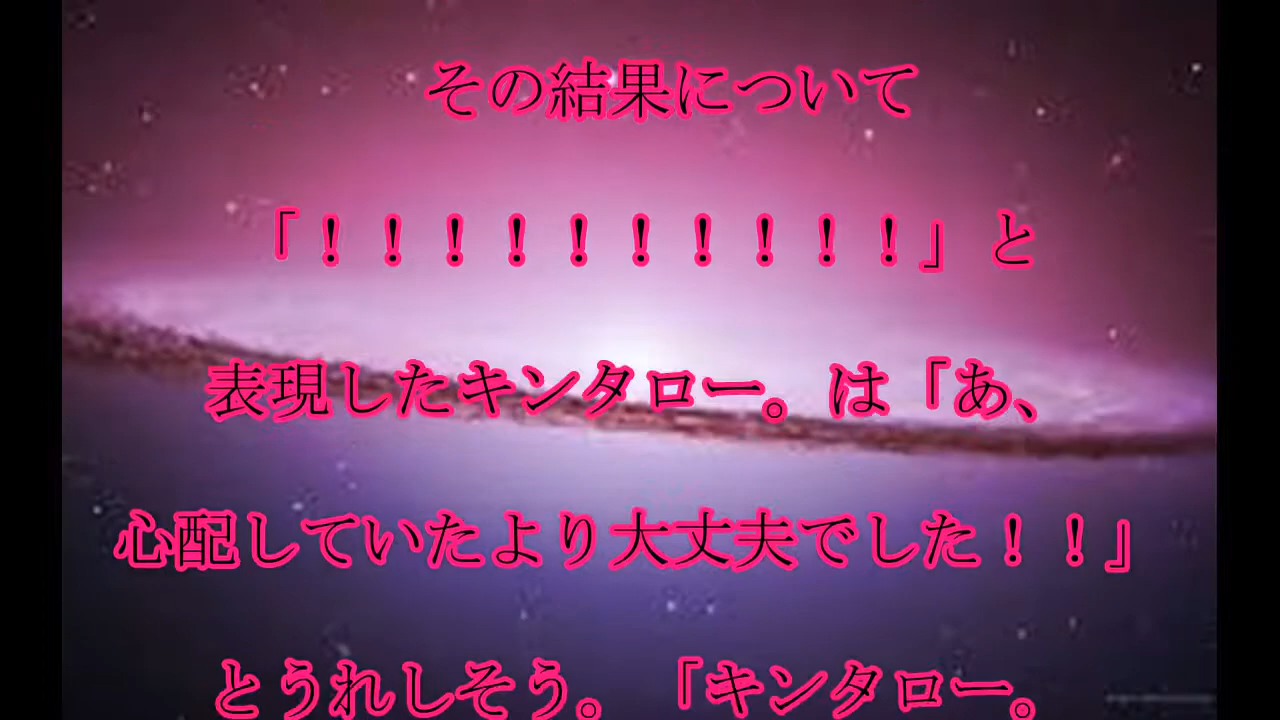 その結果について
「！！！！！！！！！！」と
表現したキンタロー。は「あ、
心配していたより大丈夫でした！！」
とうれしそう。「キンタロー。